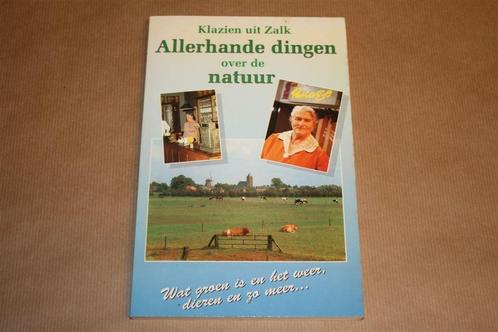 Klazien uit Zalk
Allerhande dingen
over de
natuur
Wat groen is en het weer,
dieren en zo meer...